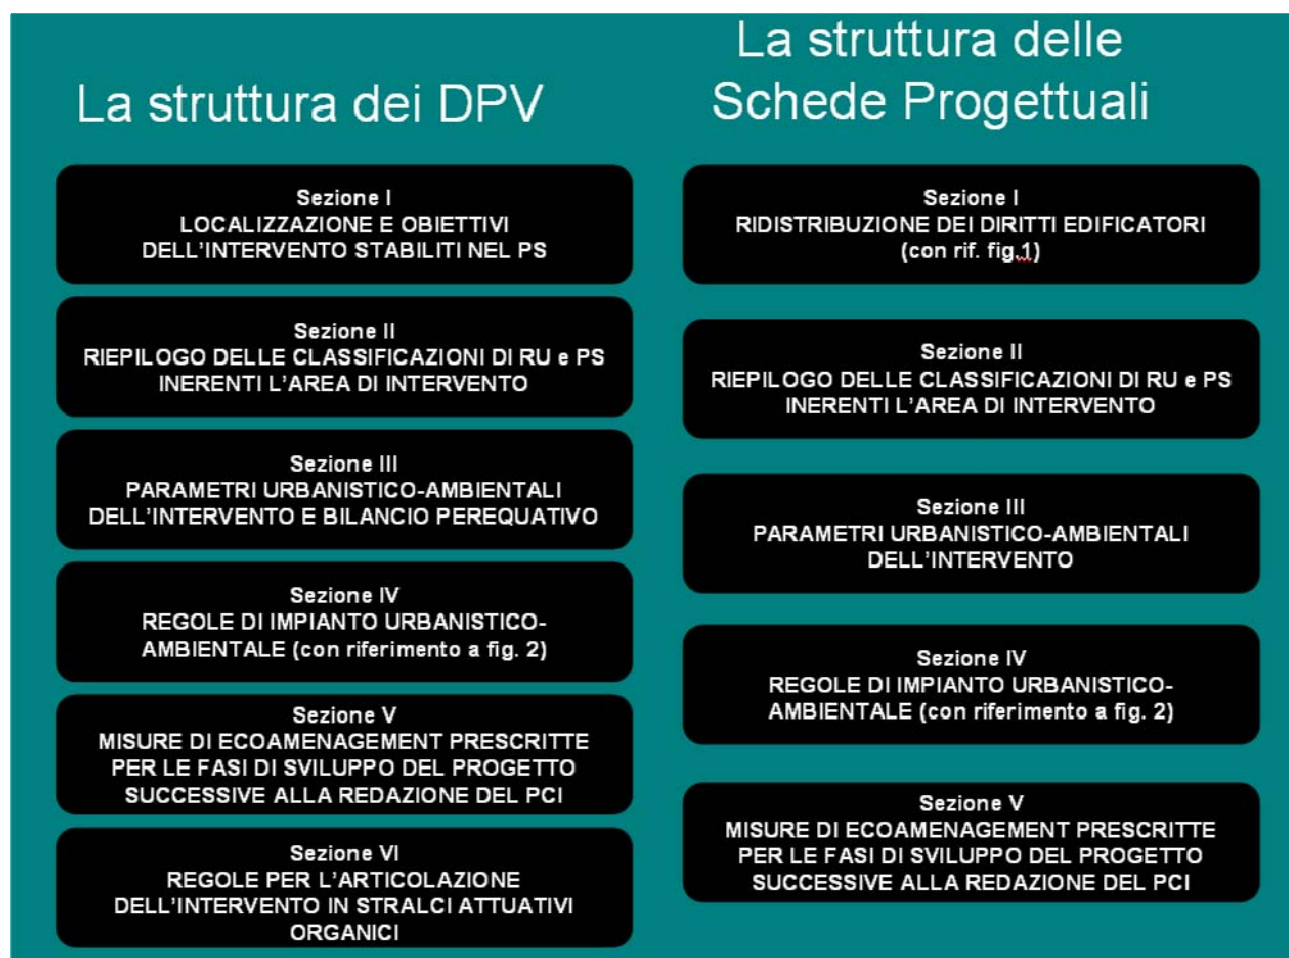 La struttura dei DPV
Sezione I
LOCALIZZAZIONE E OBIETTIVI
DELL'INTERVENTO STABILITI NEL PS
Sezione II
RIEPILOGO DELLE CLASSIFICAZIONI DI RU e PS
INERENTI L'AREA DI INTERVENTO
Sezione III
PARAMETRI URBANISTICO-AMBIENTALI
DELL'INTERVENTO E BILANCIO PEREQUATIVO
Sezione IV
REGOLE DI IMPIANTO URBANISTICO-
AMBIENTALE (con riferimento a fig. 2)
Sezione V
MISURE DI ECOAMENAGEMENT PRESCRITTE
PER LE FASI DI SVILUPPO DEL PROGETTO
SUCCESSIVE ALLA REDAZIONE DEL PCI
Sezione VI
REGOLE PER L'ARTICOLAZIONE
DELL'INTERVENTO IN STRALCI ATTUATIVI
ORGANICI
La struttura delle
Schede Progettuali
Sezione I
RIDISTRIBUZIONE DEI DIRITTI EDIFICATORI
(con rif. fig.1)
Sezione II
RIEPILOGO DELLE CLASSIFICAZIONI DI RU e PS
INERENTI L'AREA DI INTERVENTO
Sezione III
PARAMETRI URBANISTICO-AMBIENTALI
DELL'INTERVENTO
Sezione IV
REGOLE DI IMPIANTO URBANISTICO-
AMBIENTALE (con riferimento a fig. 2)
Sezione V
MISURE DI ECOAMENAGEMENT PRESCRITTE
PER LE FASI DI SVILUPPO DEL PROGETTO
SUCCESSIVE ALLA REDAZIONE DEL PCI